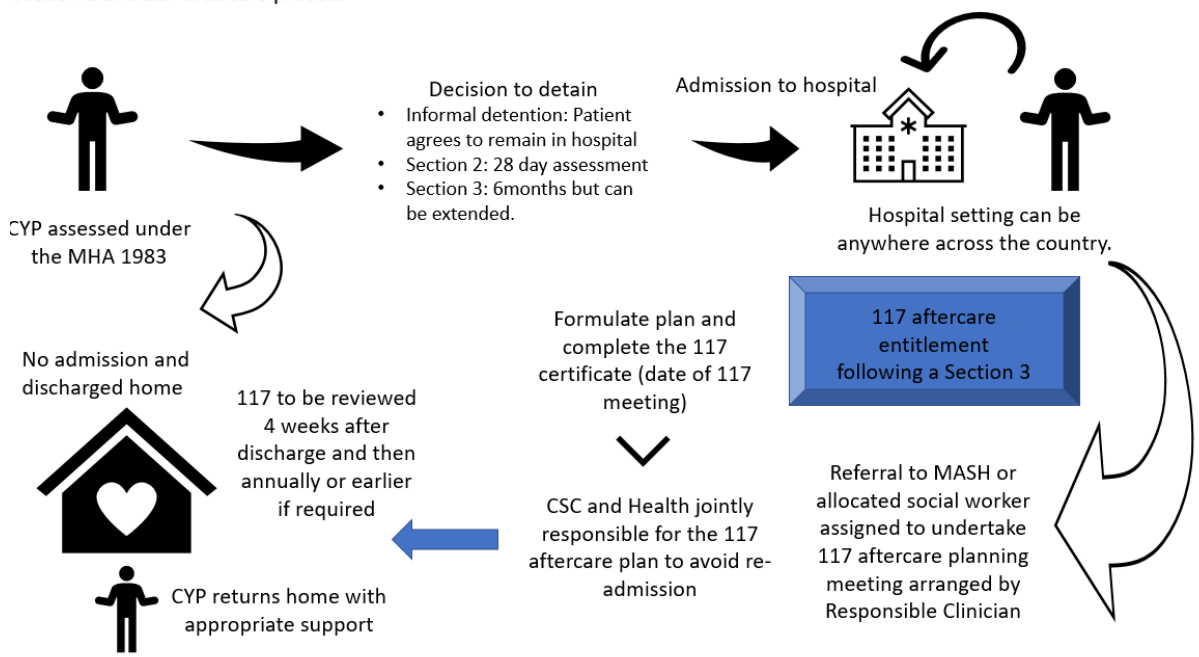 Decision to detain
• Informal detention: Patient
agrees to remain in hospital
• Section 2: 28 day assessment
• Section 3: 6months but can
be extended.
Admission to hospital
CYP assessed under
the MHA 1983
Hospital setting can be
anywhere across the country.
117 aftercare
entitlement
following a Section 3
Referral to MASH or
allocated social worker
assigned to undertake
117 aftercare planning
meeting arranged by
Responsible Clinician
Formulate plan and
complete the 117
certificate (date of 117
meeting)
CSC and Health jointly
responsible for the 117
aftercare plan to avoid re-
admission
117 to be reviewed
4 weeks after
discharge and then
annually or earlier
if required
No admission and
discharged home
CYP returns home with
appropriate support